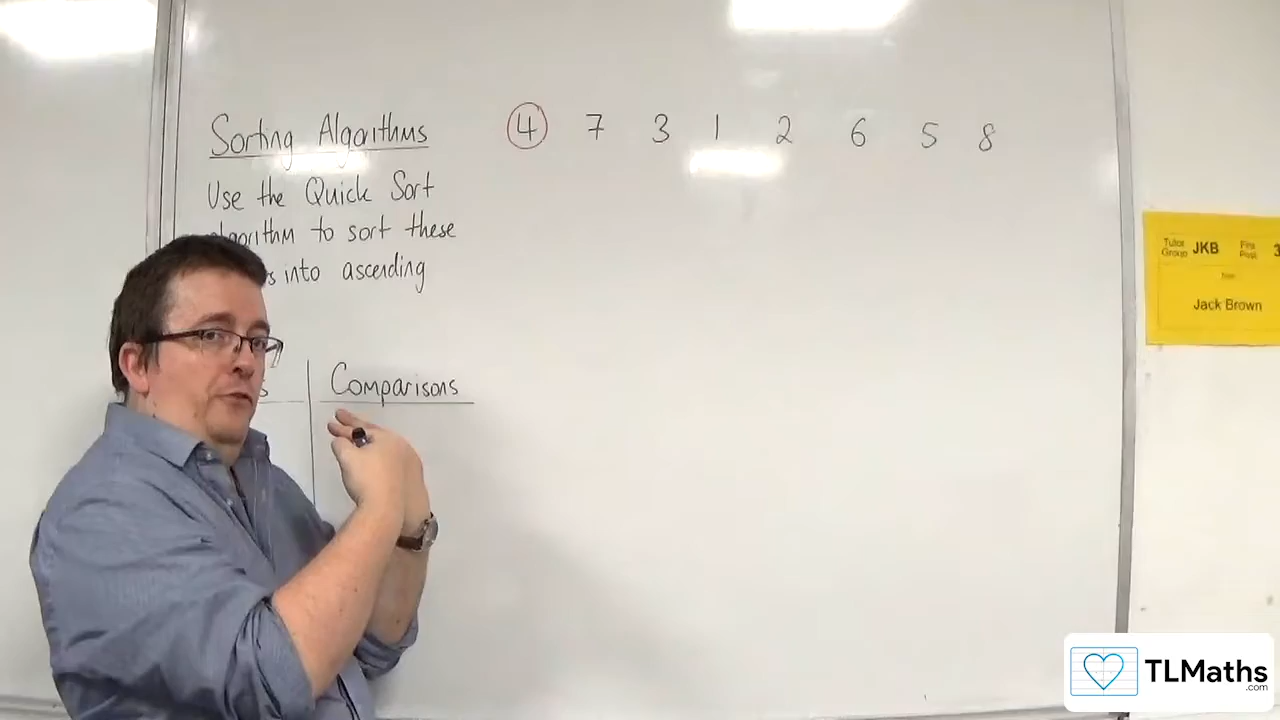 Sorting Algorithms
Use the Quick Sort
algorithm to sort these
into ascending
Comparisons
4 7 3 1 2 6 5 8
Tutor Group JKB
Jack Brown
TLMaths
.com